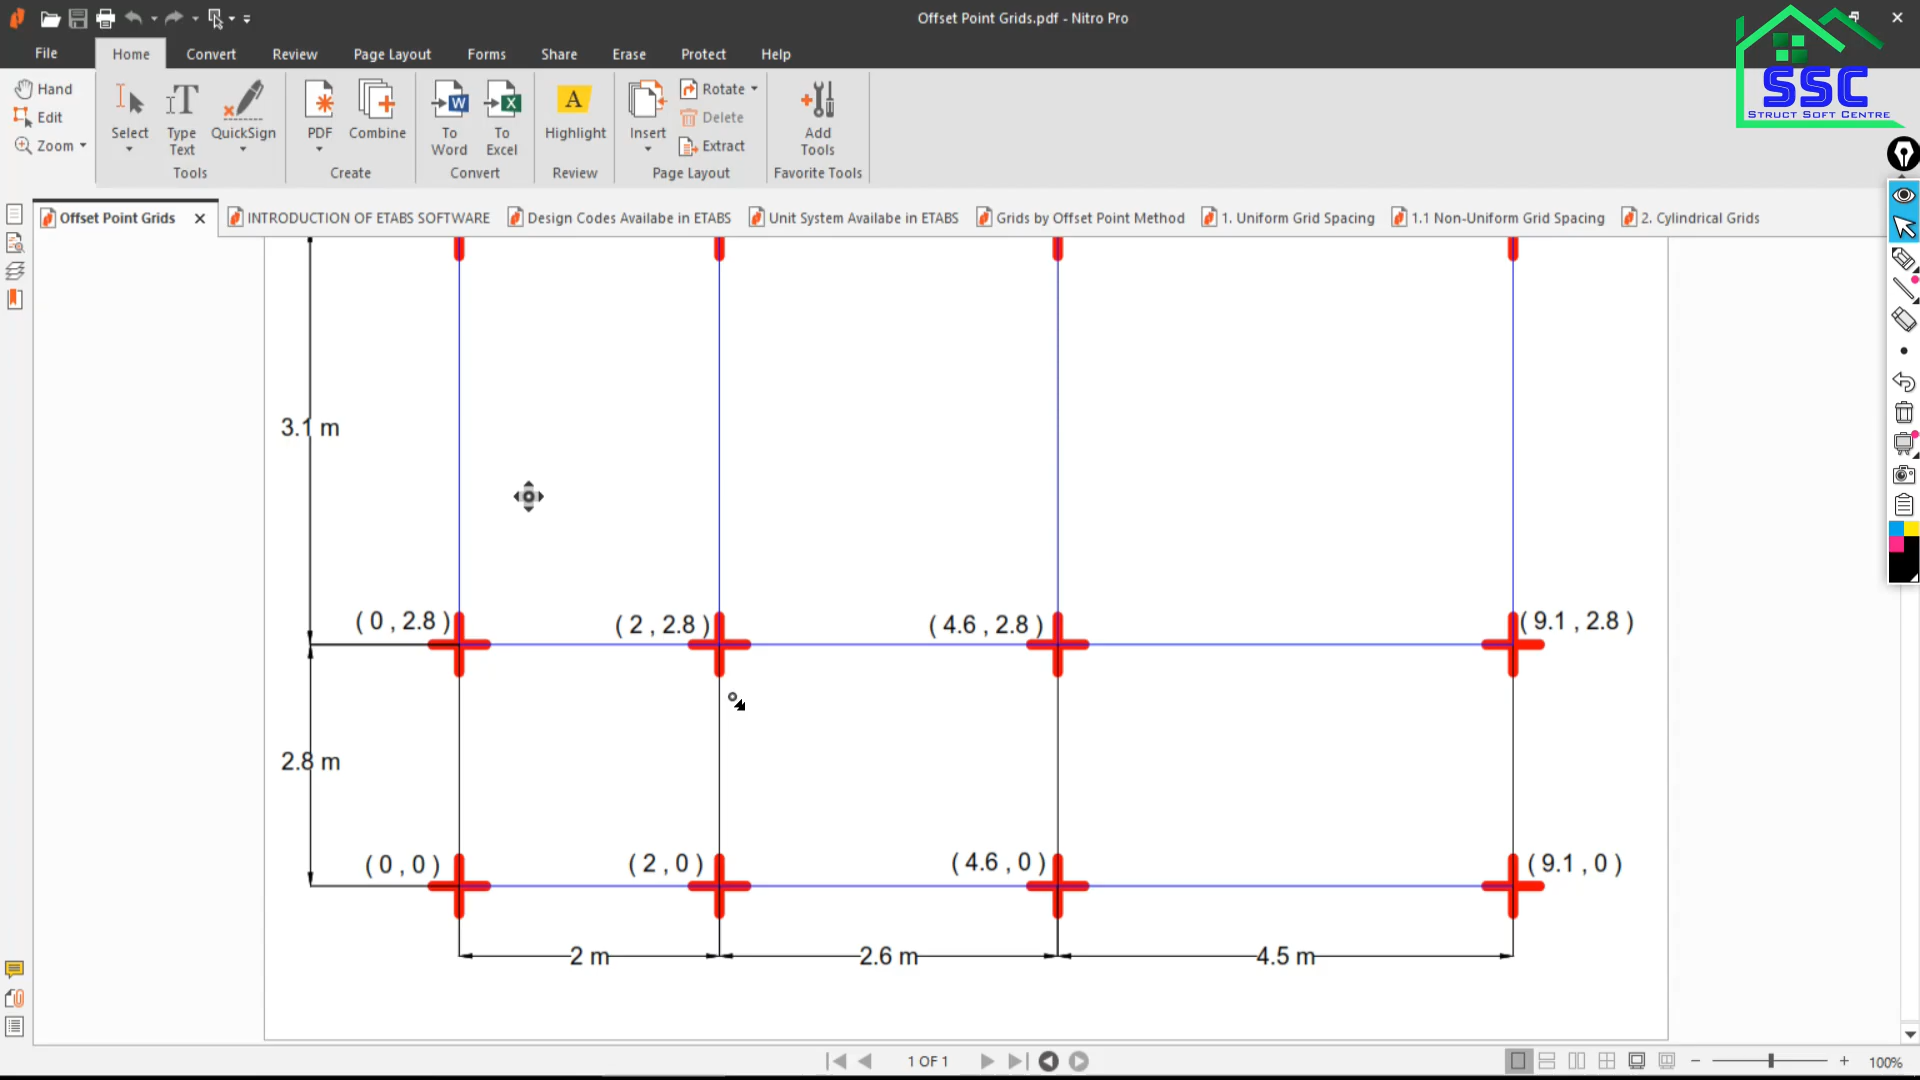 Offset Point Grids.pdf - Nitro Pro
File Home Convert Review Page Layout Forms Share Erase Protect Help
SSC
STRUCT SOFT CENTRE
Hand
Edit
Zoom
Select
Type Text
QuickSign
Tools
PDF
Combine
Create
To Word
To Excel
Convert
Highlight
Review
Insert
Rotate
Delete
Extract
Page Layout
Add Tools
Favorite Tools
Offset Point Grids
INTRODUCTION OF ETABS SOFTWARE
Design Codes Availabe in ETABS
Unit System Availabe in ETABS
Grids by Offset Point Method
1. Uniform Grid Spacing
1.1 Non-Uniform Grid Spacing
2. Cylindrical Grids
3.1 m
( 0 , 2.8 ) ( 2 , 2.8 ) ( 4.6 , 2.8 ) ( 9.1 , 2.8 )
2.8 m
( 0 , 0 ) ( 2 , 0 ) ( 4.6 , 0 ) ( 9.1 , 0 )
2 m 2.6 m 4.5 m
1 OF 1
100%